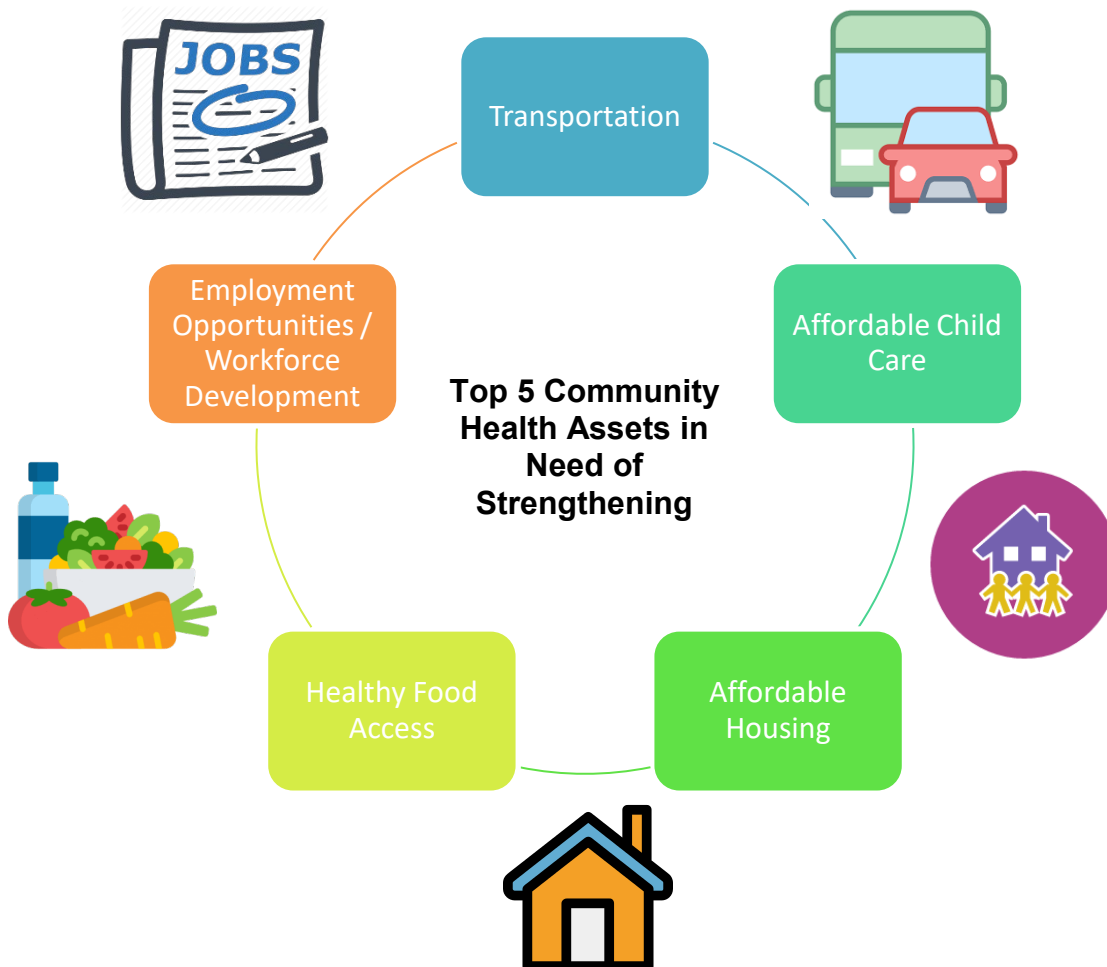 JOBS
Transportation
Affordable Child
Care
Employment
Opportunities /
Workforce
Development
Top 5 Community
Health Assets in
Need of
Strengthening
Healthy Food
Access
Affordable
Housing